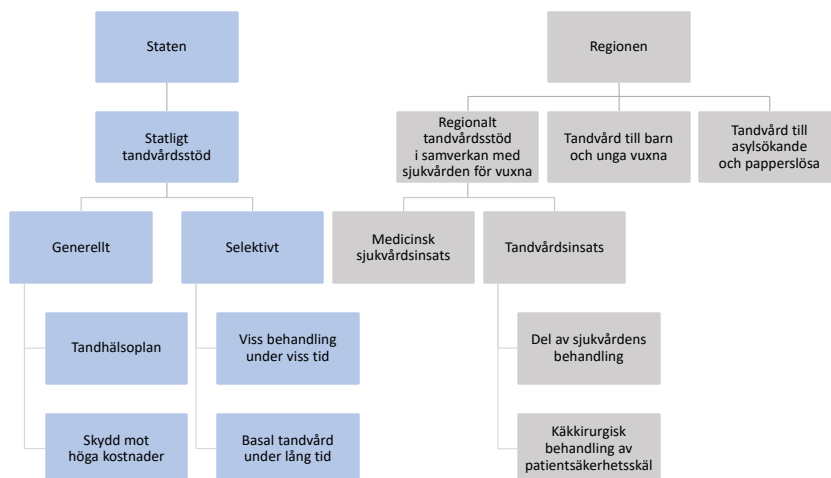 Staten
Regionen
Statligt
tandvårdsstöd
Regionalt
tandvårdsstöd
i samverkan med
sjukvården för vuxna
Tandvård till barn
och unga vuxna
Tandvård till
asylsökande
och papperslösa
Generellt
Selektivt
Medicinsk
sjukvårdsinsats
Tandvårdsinsats
Tandhälsoplan
Viss behandling
under viss tid
Del av sjukvårdens
behandling
Skydd mot
höga kostnader
Basal tandvård
under lång tid
Käkkirurgisk
behandling av
patientsäkerhetsskäl